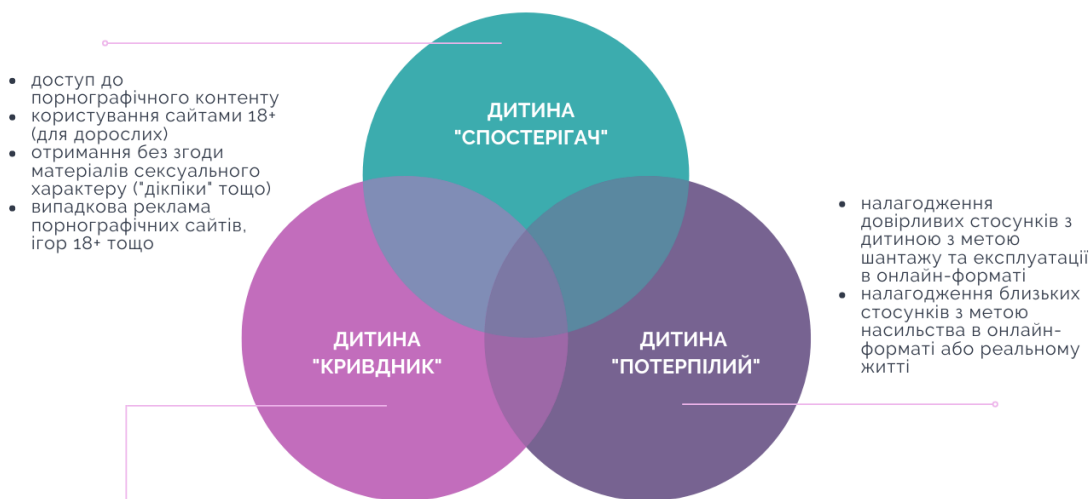 доступ до
порнографічного контенту
користування сайтами 18+
(для дорослих)
отримання без згоди
матеріалів сексуального
характеру ("дікпіки" тощо)
випадкова реклама
порнографічних сайтів,
ігор 18+ тощо
ДИТИНА
"СПОСТЕРІГАЧ"
ДИТИНА
"КРИВДНИК"
ДИТИНА
"ПОТЕРПІЛИЙ"
налагодження
довірливих стосунків з
дитиною з метою
шантажу та експлуатації
в онлайн-форматі
налагодження близьких
стосунків з метою
насильства в онлайн-
форматі або реальному
житті